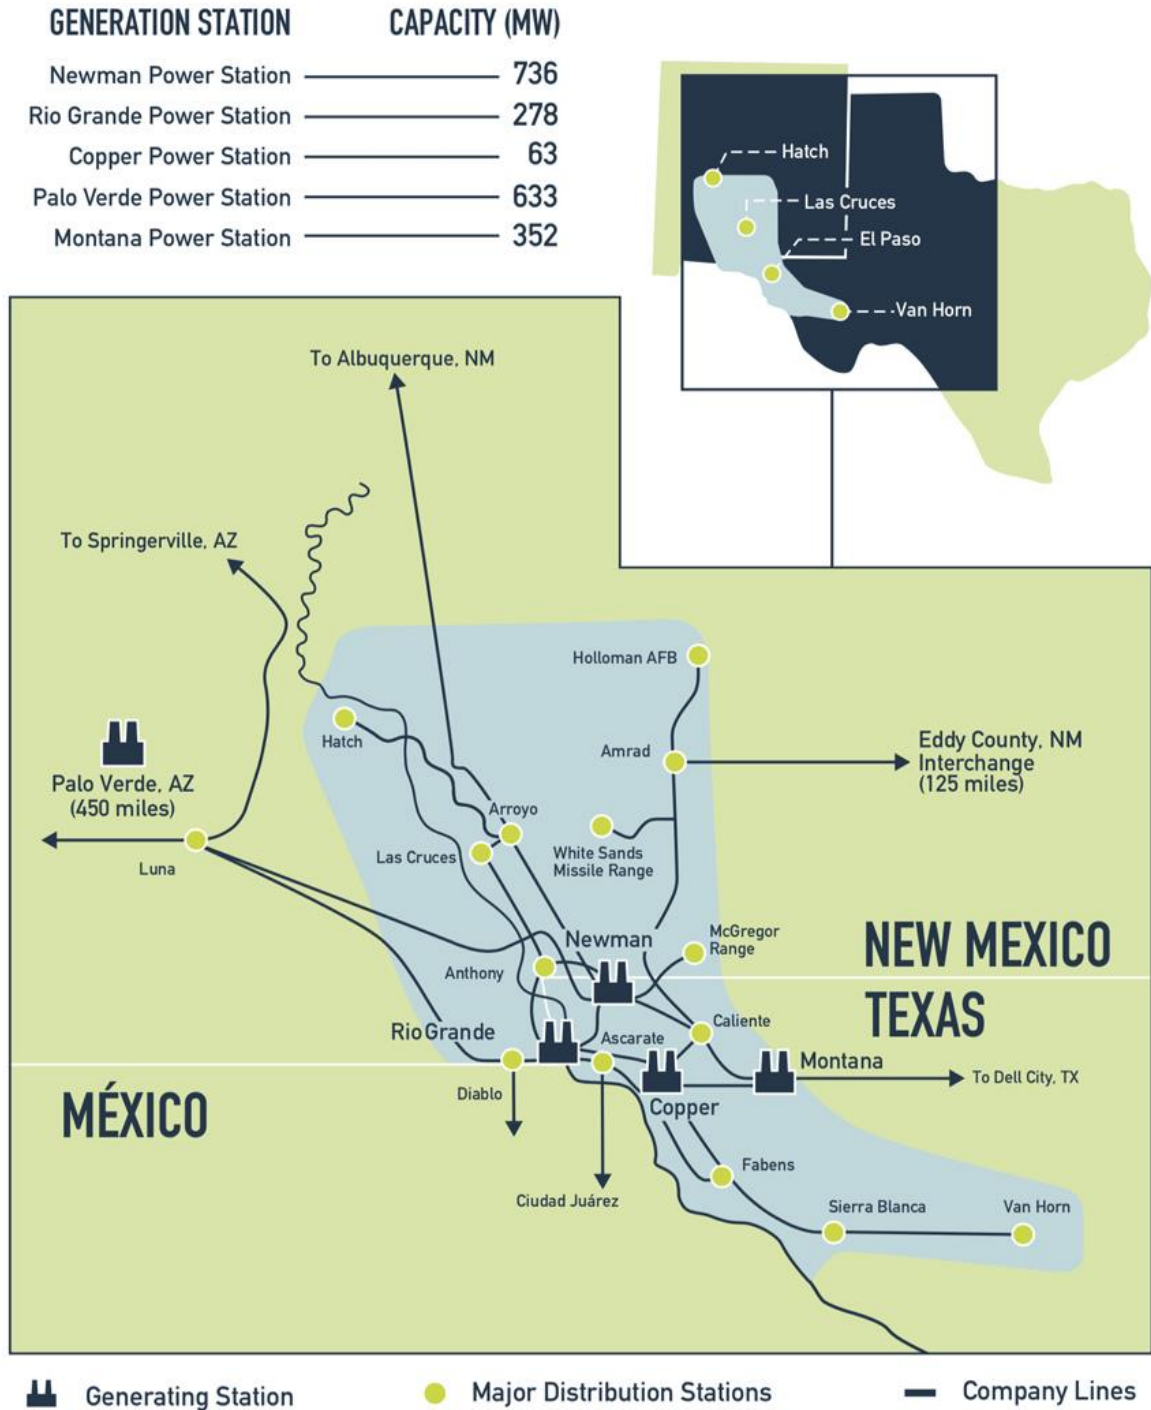 GENERATION STATION CAPACITY (MW)
Newman Power Station 736
Rio Grande Power Station 278
Copper Power Station 63
Palo Verde Power Station 633
Montana Power Station 352
Hatch
Las Cruces
El Paso
Van Horn
To Albuquerque, NM
To Springerville, AZ
Holloman AFB
Hatch
Amrad
Eddy County, NM
Interchange
(125 miles)
Palo Verde, AZ
(450 miles)
Arroyo
Las Cruces
White Sands
Missile Range
Luna
Newman
McGregor
Range
NEW MEXICO
Anthony
TEXAS
Rio Grande
Ascarate
Caliente
Montana
To Dell City, TX
Diablo
MÉXICO
Copper
Fabens
Ciudad Juárez
Sierra Blanca
Van Horn
Generating Station
Major Distribution Stations
Company Lines